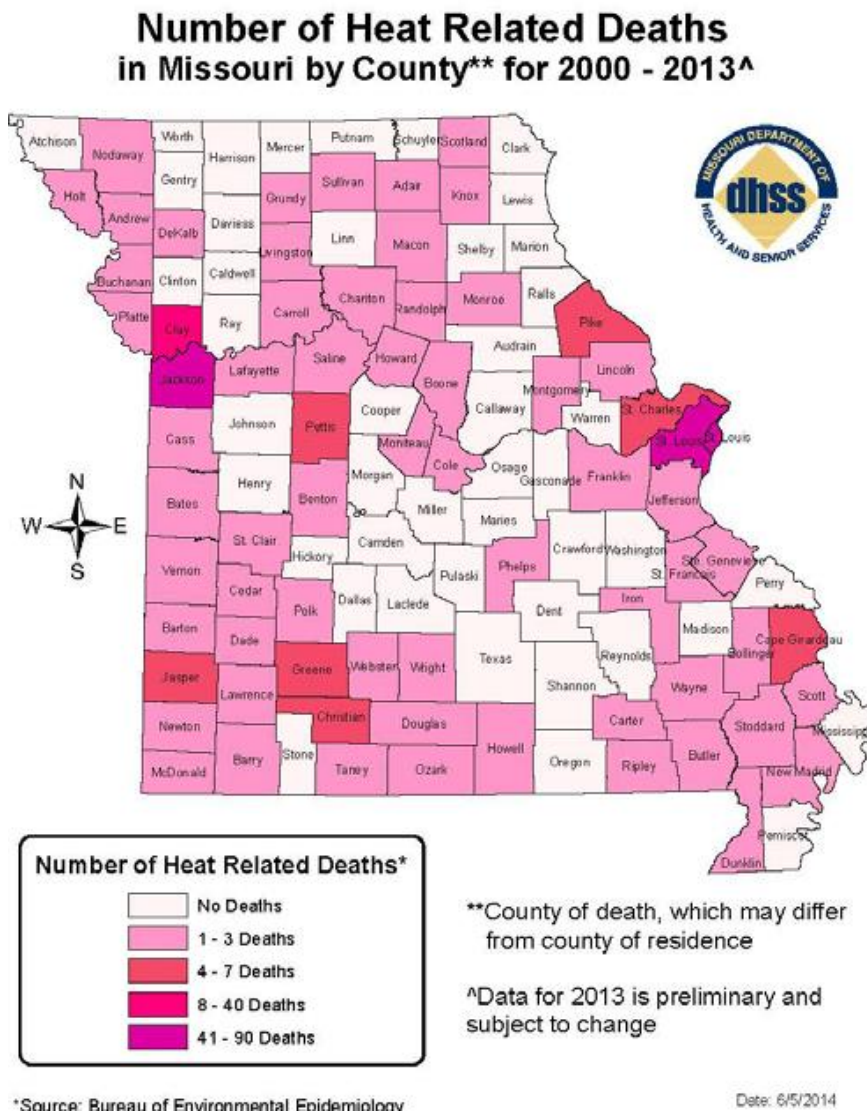 Number of Heat Related Deaths
in Missouri by County** for 2000 - 2013^
MISSOURI DEPARTMENT OF
dhss
HEALTH AND SENIOR SERVICES
Atchison
Nodaway
Worth
Harrison
Mercer
Putnam
Schuyler
Scotland
Clark
Holt
Gentry
Grundy
Sullivan
Adair
Knox
Lewis
Andrew
DeKalb
Daviess
Livingston
Linn
Macon
Shelby
Marion
Buchanan
Clinton
Caldwell
Chariton
Randolph
Monroe
Ralls
Platte
Clay
Ray
Carroll
Audrain
Pike
Jackson
Lafayette
Saline
Howard
Boone
Callaway
Montgomery
Lincoln
Warren
St. Charles
St. Louis
St. Louis
Cass
Johnson
Pettis
Cooper
Moniteau
Cole
Osage
Gasconade
Franklin
Jefferson
Bates
Henry
Benton
Morgan
Miller
Maries
N
W
E
S
Vernon
St. Clair
Hickory
Camden
Pulaski
Phelps
Crawford
Washington
St. Francois
Ste. Genevieve
Perry
Barton
Cedar
Polk
Dallas
Laclede
Dent
Iron
Madison
Bollinger
Cape Girardeau
Jasper
Dade
Greene
Webster
Wright
Texas
Reynolds
Wayne
Scott
Newton
Lawrence
Christian
Douglas
Shannon
Carter
Stoddard
Mississippi
McDonald
Barry
Stone
Taney
Ozark
Howell
Oregon
Ripley
Butler
New Madrid
Dunklin
Pemiscot
Number of Heat Related Deaths*
No Deaths
1 - 3 Deaths
4 - 7 Deaths
8 - 40 Deaths
41 - 90 Deaths
**County of death, which may differ
from county of residence
^Data for 2013 is preliminary and
subject to change
*Source: Bureau of Environmental Epidemiology
Date: 6/5/2014